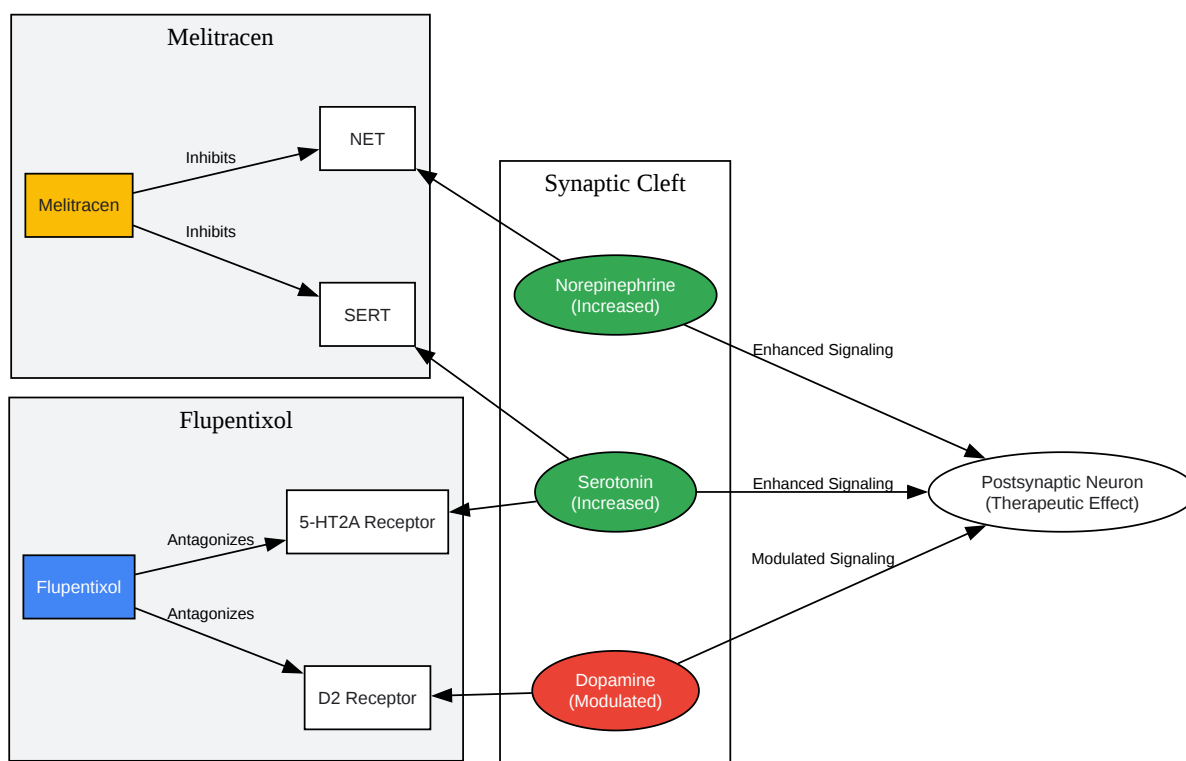 Melitracen
NET
Inhibits
Melitracen
Inhibits
SERT
Synaptic Cleft
Norepinephrine
(Increased)
Enhanced Signaling
Flupentixol
Serotonin
(Increased)
Enhanced Signaling
Postsynaptic Neuron
(Therapeutic Effect)
5-HT2A Receptor
Antagonizes
Flupentixol
Antagonizes
D2 Receptor
Modulated Signaling
Dopamine
(Modulated)